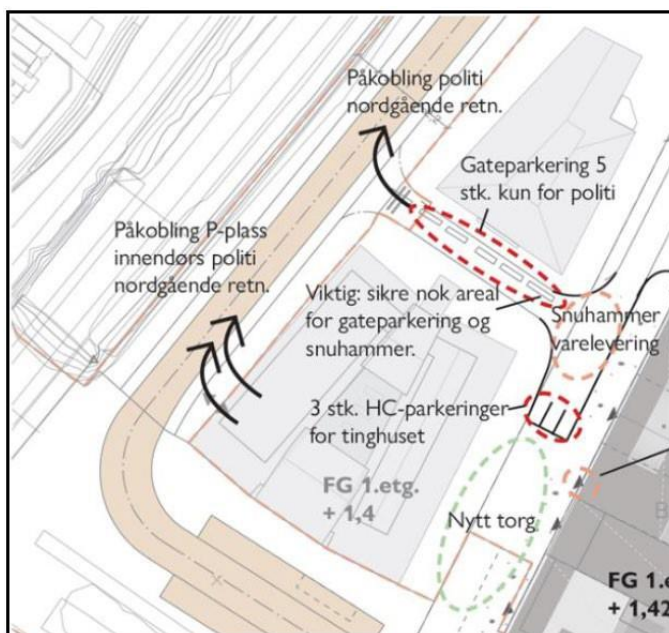 Påkobling politi
nordgående retn.
Gateparkering 5
stk. kun for politi
Påkobling P-plass
innendørs politi
nordgående retn.
Viktig: sikre nok areal
for gateparkering og
snuhammer.
Snuhammer
varelevering
3 stk. HC-parkeringer
for tinghuset
FG 1.etg.
+ 1,4
Nytt torg
FG 1.e
+ 1,42